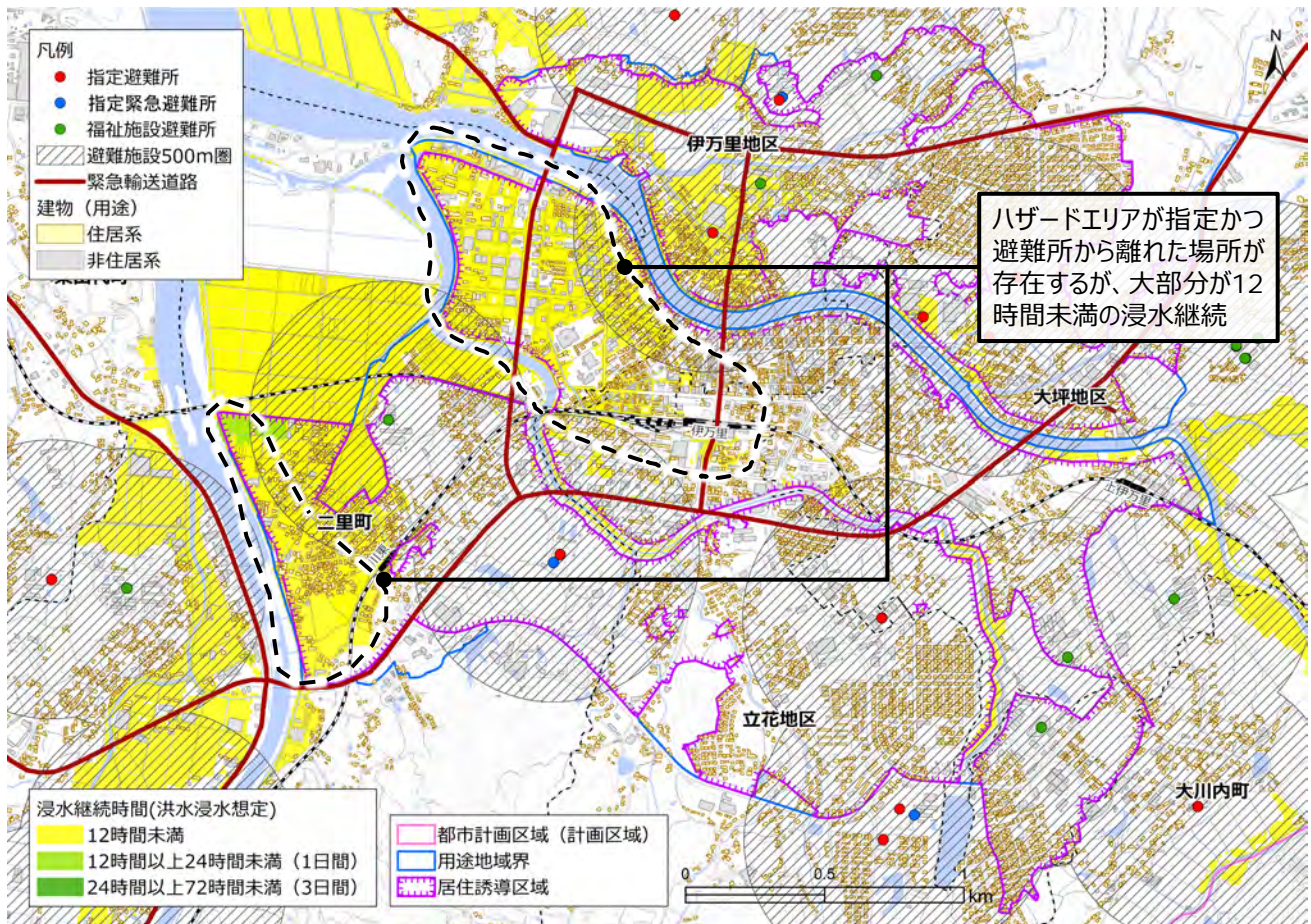 凡例
指定避難所
指定緊急避難所
福祉施設避難所
避難施設500m圏
緊急輸送道路
建物（用途）
住居系
非住居系
N
伊万里地区
ハザードエリアが指定かつ
避難所から離れた場所が
存在するが、大部分が12
時間未満の浸水継続
大坪地区
伊万里
上伊万里
二里町
立花地区
大川内町
浸水継続時間(洪水浸水想定)
12時間未満
12時間以上24時間未満（1日間）
24時間以上72時間未満（3日間）
都市計画区域（計画区域）
用途地域界
居住誘導区域
0 0.5 1
km